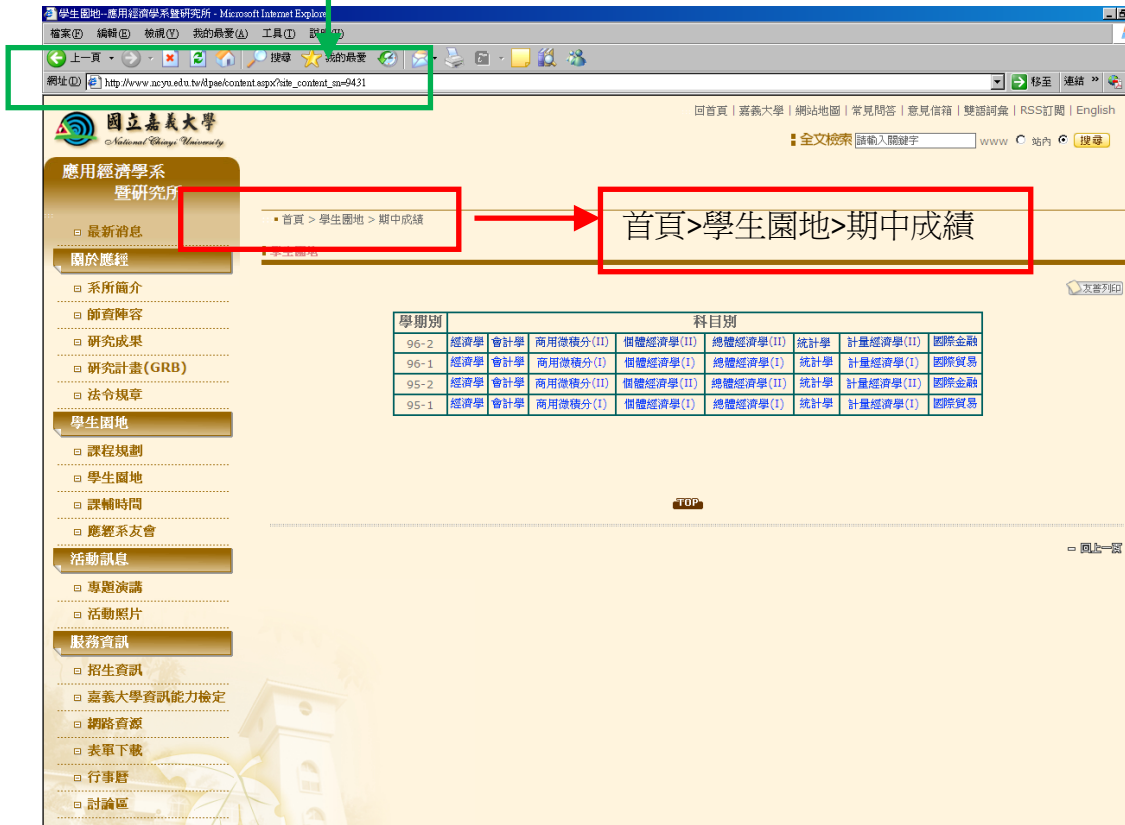 學生園地--應用經濟學系暨研究所 - Microsoft Internet Explorer
檔案(F) 編輯(E) 檢視(V) 我的最愛(A) 工具(T)
上一頁 搜尋 我的最愛
網址(D) http://www.ncyu.edu.tw/dpae/content.aspx?site_content_sn=9431 移至 連結 »
回首頁 | 嘉義大學 | 網站地圖 | 常見問答 | 意見信箱 | 雙語詞彙 | RSS訂閱 | English
國立嘉義大學
National Chiayi University
全文檢索 請輸入關鍵字 www 站內 搜尋
應用經濟學系
暨研究所
首頁 > 學生園地 > 期中成績
首頁>學生園地>期中成績
學生園地
友善列印
最新消息
關於應經
系所簡介
師資陣容
研究成果
研究計畫(GRB)
法令規章
學生園地
課程規劃
學生園地
課輔時間
應經系友會
活動訊息
專題演講
活動照片
服務資訊
招生資訊
嘉義大學資訊能力檢定
網路資源
表單下載
行事曆
討論區
學期別 科目別
96-2 經濟學 會計學 商用微積分(II) 個體經濟學(II) 總體經濟學(II) 統計學 計量經濟學(II) 國際金融
96-1 經濟學 會計學 商用微積分(I) 個體經濟學(I) 總體經濟學(I) 統計學 計量經濟學(I) 國際貿易
95-2 經濟學 會計學 商用微積分(II) 個體經濟學(II) 總體經濟學(II) 統計學 計量經濟學(II) 國際金融
95-1 經濟學 會計學 商用微積分(I) 個體經濟學(I) 總體經濟學(I) 統計學 計量經濟學(I) 國際貿易
TOP
回上一頁